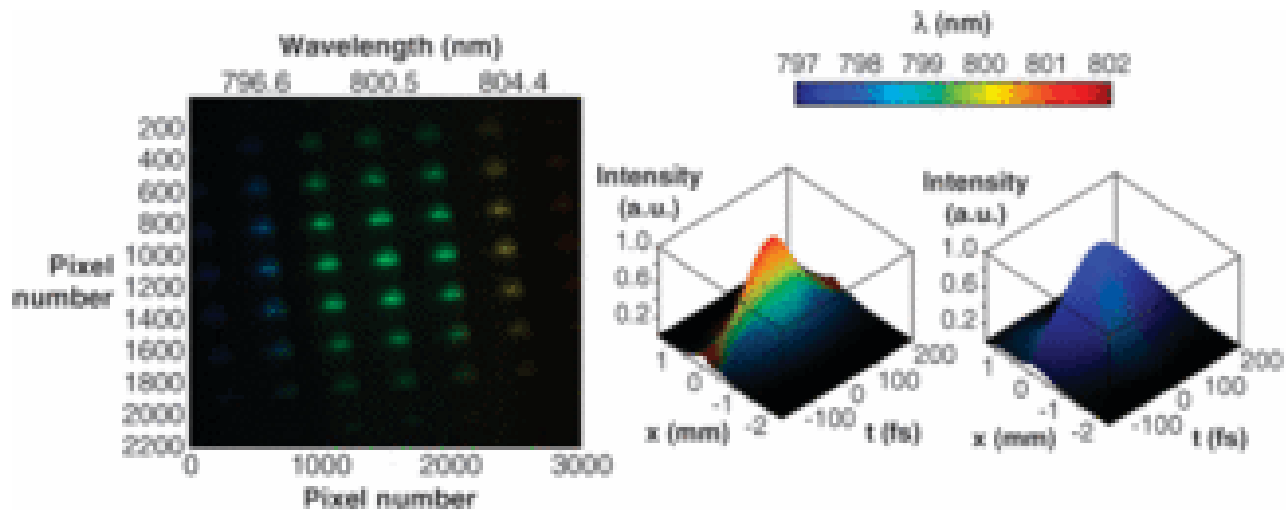 Wavelength (nm)
796.6 800.5 804.4
200
400
600
800
1000
1200
1400
1600
1800
2000
2200
Pixel
number
0 1000 2000 3000
Pixel number
λ (nm)
797 798 799 800 801 802
Intensity
(a.u.)
1.0
0.6
0.2
1
0
-1
-2
x (mm)
-100
0
100
200
t (fs)
Intensity
(a.u.)
1.0
0.6
0.2
1
0
-1
-2
x (mm)
-100
0
100
200
t (fs)